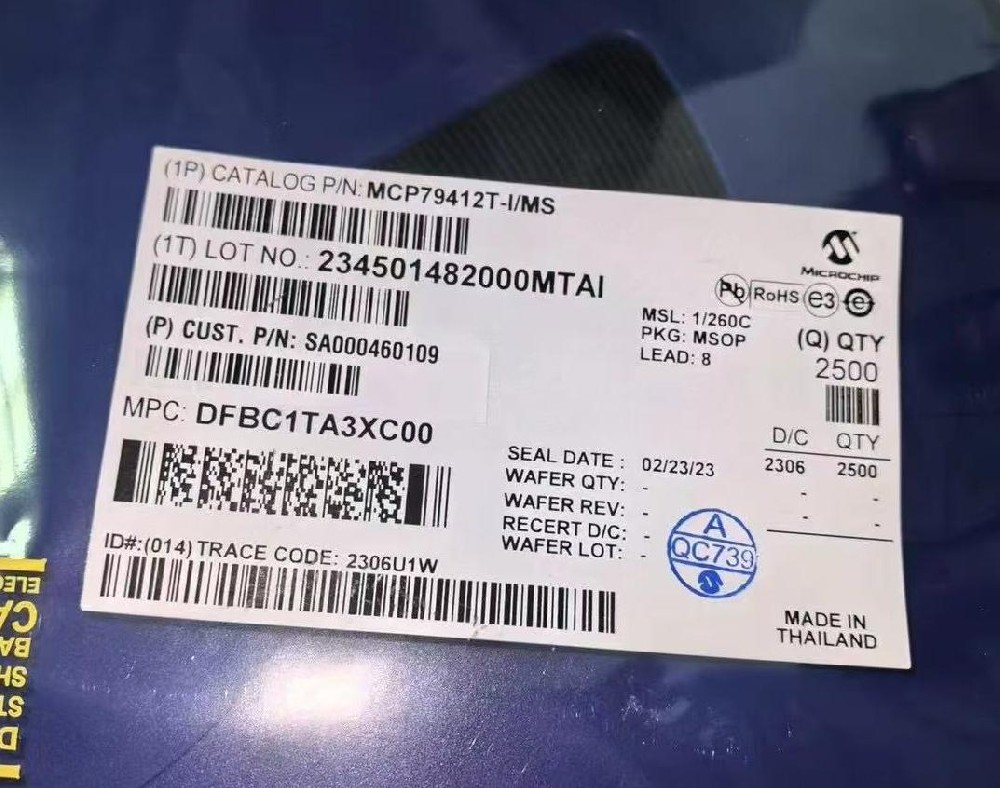 (1P) CATALOG P/N: MCP79412T-I/MS
(1T) LOT NO.: 234501482000MTAI
(P) CUST. P/N: SA000460109
MPC: DFBC1TA3XC00
ID#:(014) TRACE CODE: 2306U1W
MICROCHIP
Pb RoHS e3 e
MSL: 1/260C
PKG: MSOP
LEAD: 8
(Q) QTY
2500
D/C QTY
2306 2500
- -
- -
SEAL DATE : 02/23/23
WAFER QTY: -
WAFER REV: -
RECERT D/C: -
WAFER LOT: -
A
QC739
MADE IN
THAILAND